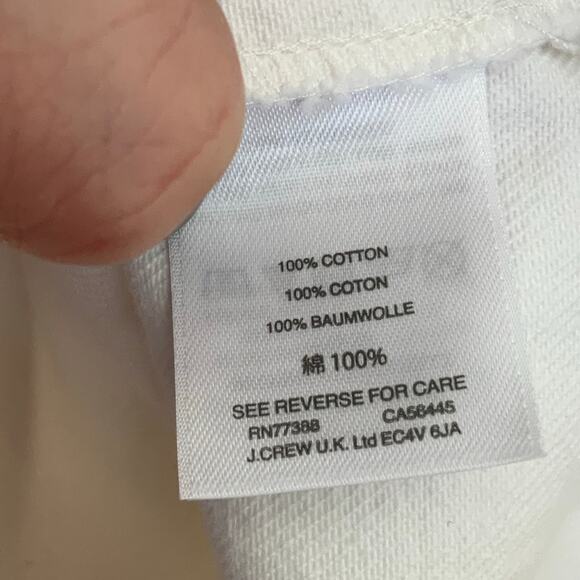 100% COTTON
100% COTON
100% BAUMWOLLE
綿 100%
SEE REVERSE FOR CARE
RN77388 CA56445
J.CREW U.K. Ltd EC4V 6JA